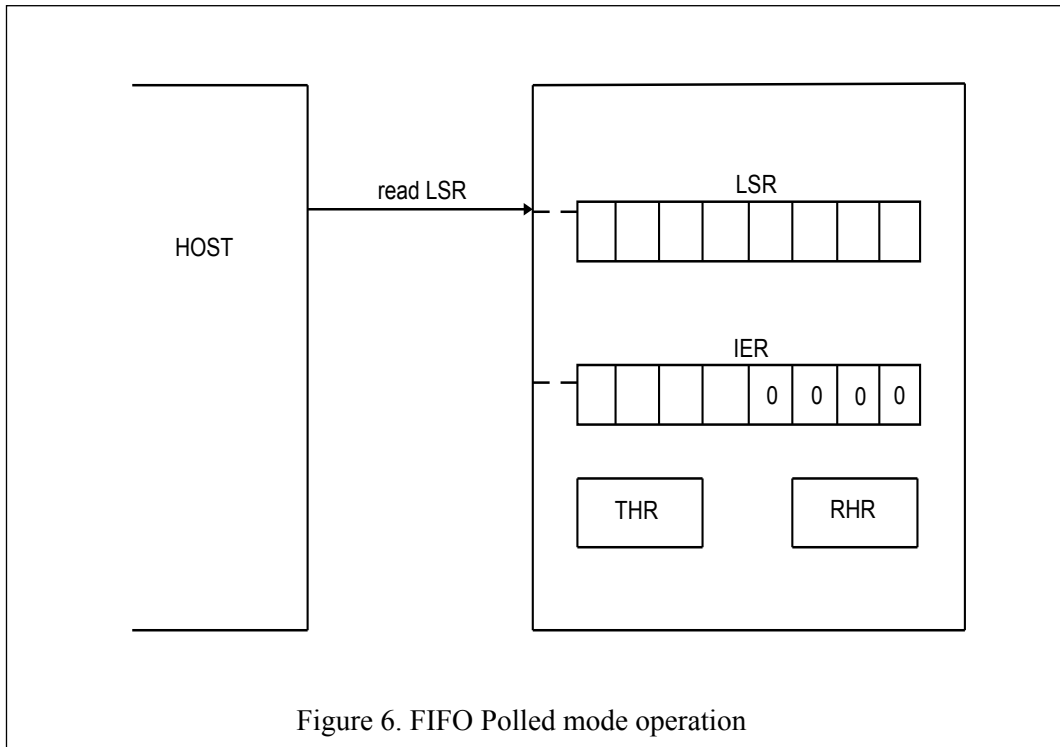 read LSR
LSR
HOST
IER
0 0 0 0
THR
RHR
Figure 6. FIFO Polled mode operation